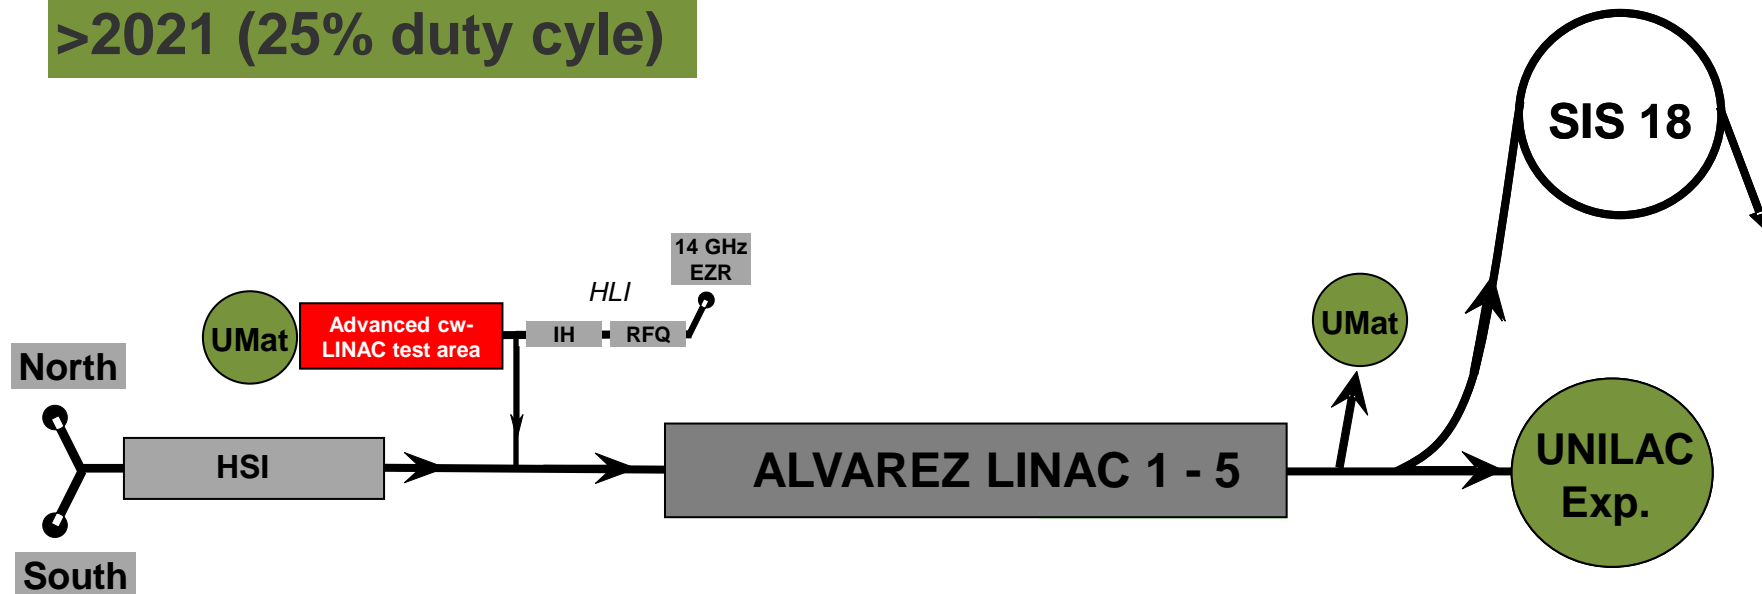 >2021 (25% duty cyle)
SIS 18
14 GHz
EZR
HLI
UMat
Advanced cw-
LINAC test area
IH
RFQ
UMat
North
HSI
ALVAREZ LINAC 1 - 5
UNILAC
Exp.
South